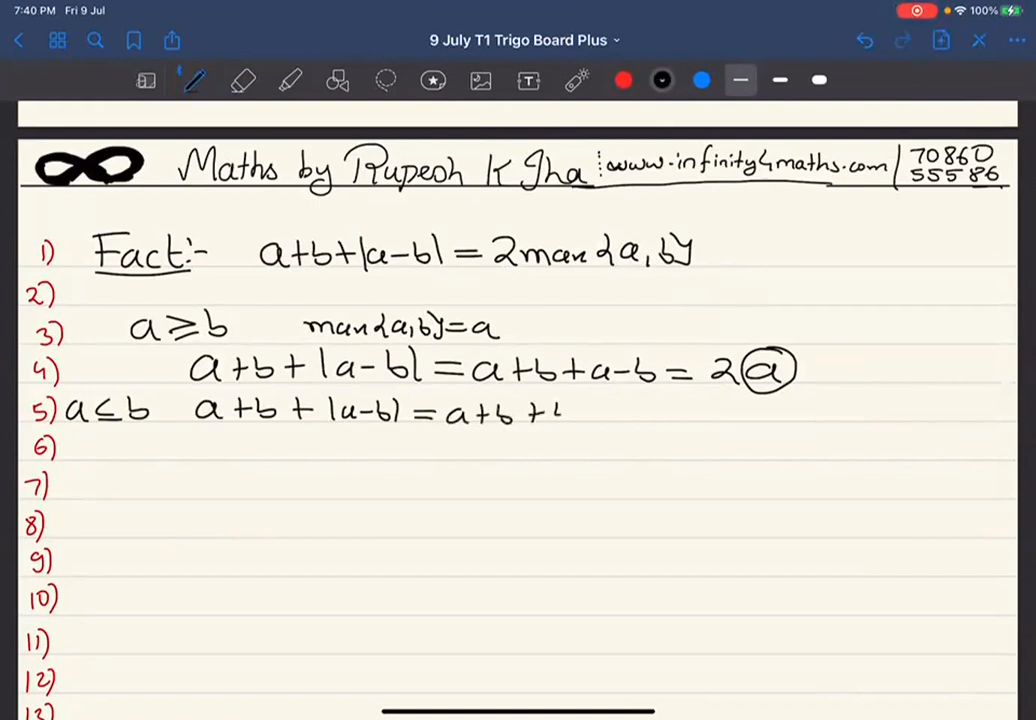 7:40 PM Fri 9 Jul 100%
9 July T1 Trigo Board Plus
Maths by Rupesh K Jha www.infinity4maths.com / 70860 55586
1) Fact:- a+b+|a-b| = 2max{a,b}
2)
3) a≥b max{a,b}=a
4) a+b+|a-b| = a+b+a-b = 2a
5) a≤b a+b+|a-b| = a+b+
6)
7)
8)
9)
10)
11)
12)
13)